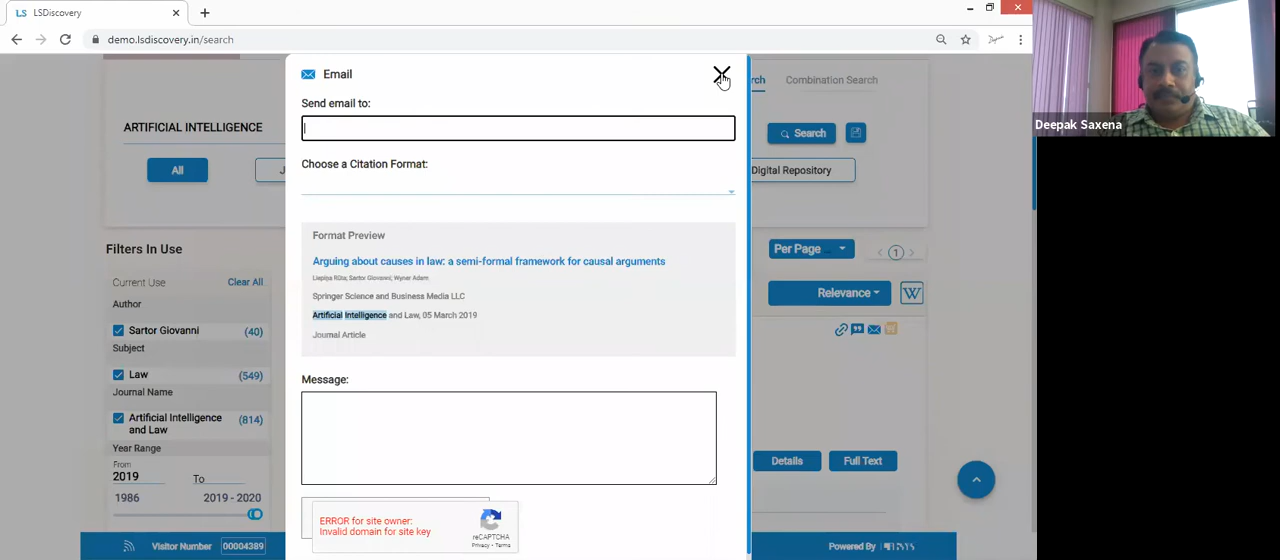 LS LSDiscovery
demo.lsdiscovery.in/search
Deepak Saxena
rch Combination Search
ARTIFICIAL INTELLIGENCE
Search
All
J
Digital Repository
Filters In Use
Current Use Clear All
Author
Sartor Giovanni (40)
Subject
Law (549)
Journal Name
Artificial Intelligence
and Law (814)
Year Range
From
2019 To
1986 2019 - 2020
Email
Send email to:
Choose a Citation Format:
Format Preview
Arguing about causes in law: a semi-formal framework for causal arguments
Liepiņa Rūta; Sartor Giovanni; Wyner Adam
Springer Science and Business Media LLC
Artificial Intelligence and Law, 05 March 2019
Journal Article
Message:
ERROR for site owner:
Invalid domain for site key
reCAPTCHA
Privacy - Terms
Per Page
1
Relevance
W
Details
Full Text
Visitor Number 00004389
Powered By